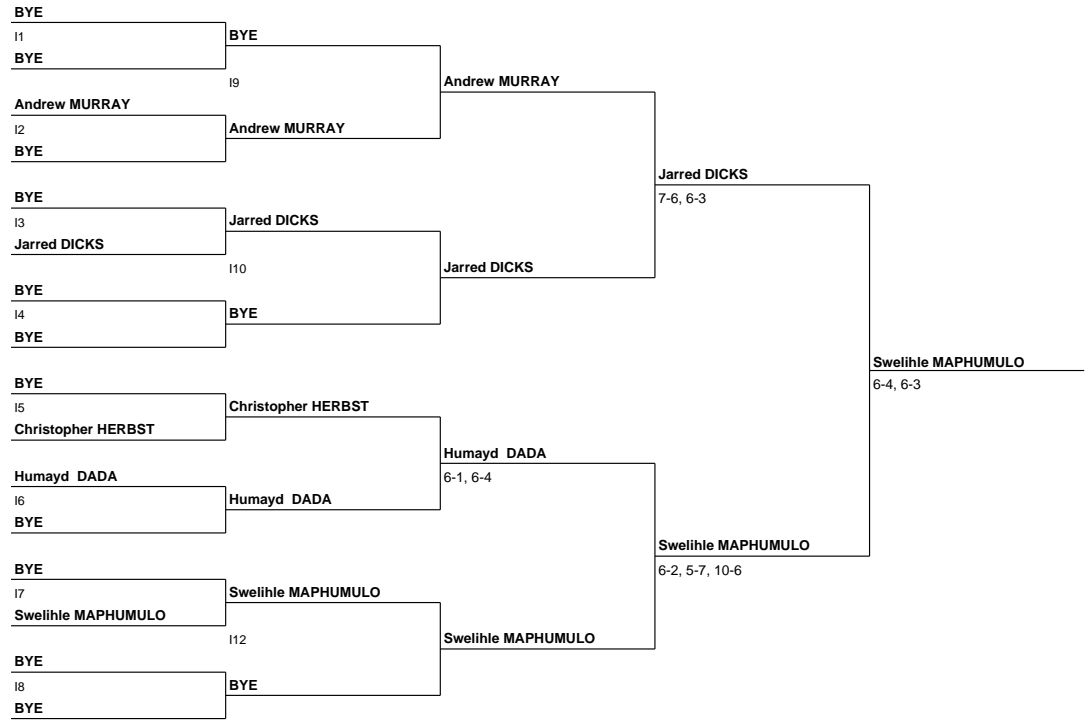 BYE
I1
BYE
BYE
I9
Andrew MURRAY
Andrew MURRAY
I2
Andrew MURRAY
BYE
Jarred DICKS
7-6, 6-3
BYE
I3
Jarred DICKS
Jarred DICKS
I10
Jarred DICKS
BYE
I4
BYE
BYE
Swelihle MAPHUMULO
6-4, 6-3
BYE
I5
Christopher HERBST
Christopher HERBST
Humayd DADA
6-1, 6-4
Humayd DADA
I6
Humayd DADA
BYE
Swelihle MAPHUMULO
6-2, 5-7, 10-6
BYE
I7
Swelihle MAPHUMULO
Swelihle MAPHUMULO
I12
Swelihle MAPHUMULO
BYE
I8
BYE
BYE